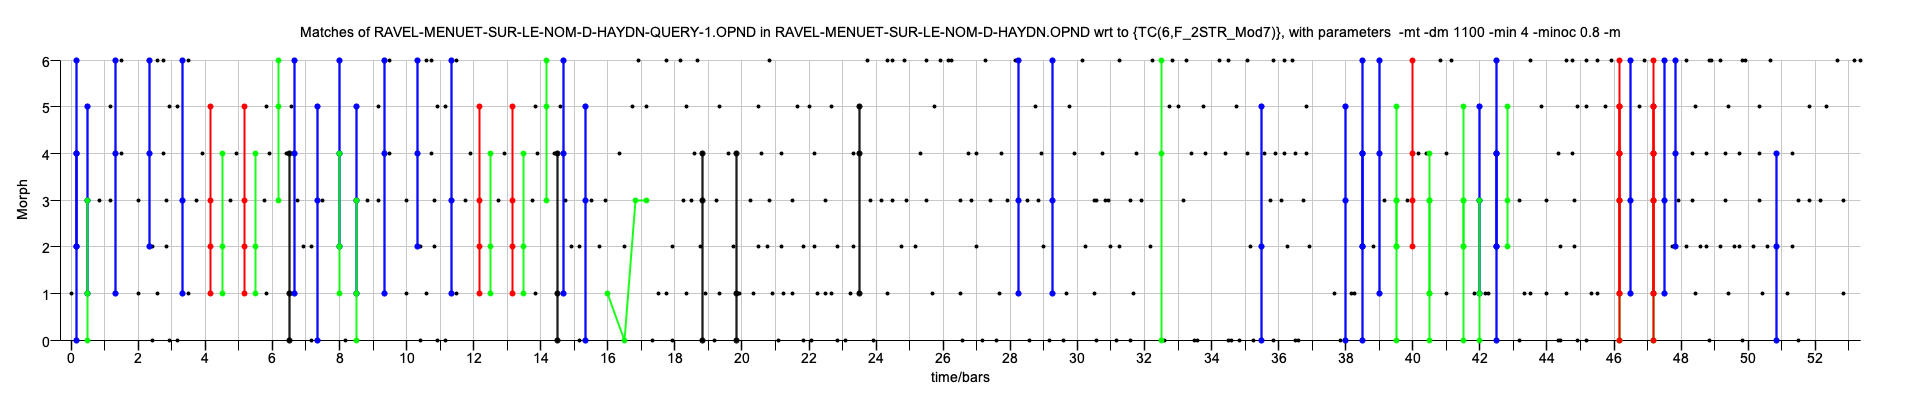 Matches of RAVEL-MENUET-SUR-LE-NOM-D-HAYDN-QUERY-1.OPND in RAVEL-MENUET-SUR-LE-NOM-D-HAYDN.OPND wrt to {TC(6,F_2STR_Mod7)}, with parameters -mt -dm 1100 -min 4 -minoc 0.8 -m
6
5
4
Morph
3
2
1
0
0 2 4 6 8 10 12 14 16 18 20 22 24 26 28 30 32 34 36 38 40 42 44 46 48 50 52
time/bars